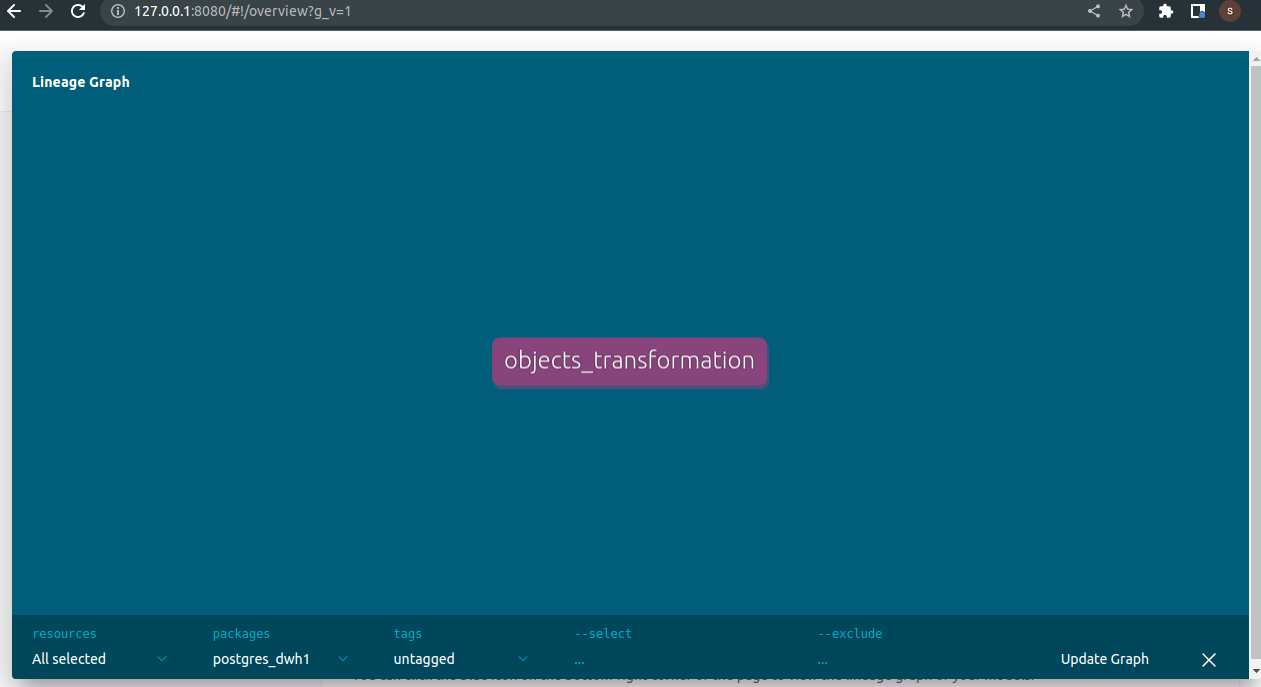 127.0.0.1:8080/#!/overview?g_v=1
S
Lineage Graph
objects_transformation
resources packages tags --select --exclude
All selected postgres_dwh1 untagged ... ... Update Graph